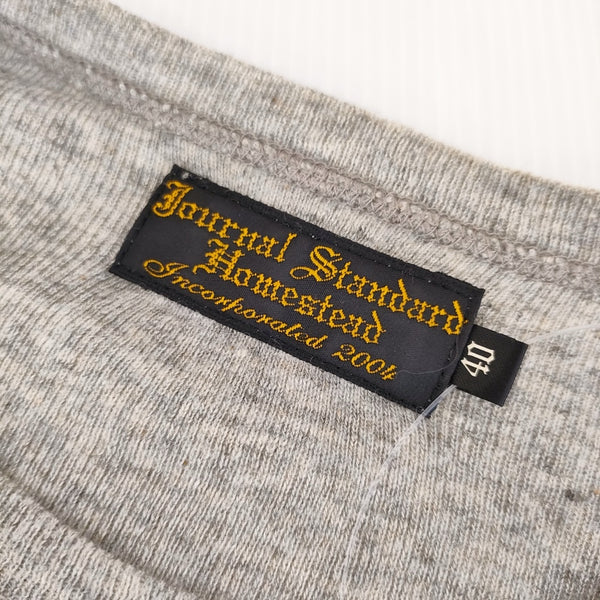 Journal Standard
Homestead
Incorporated 2004
40